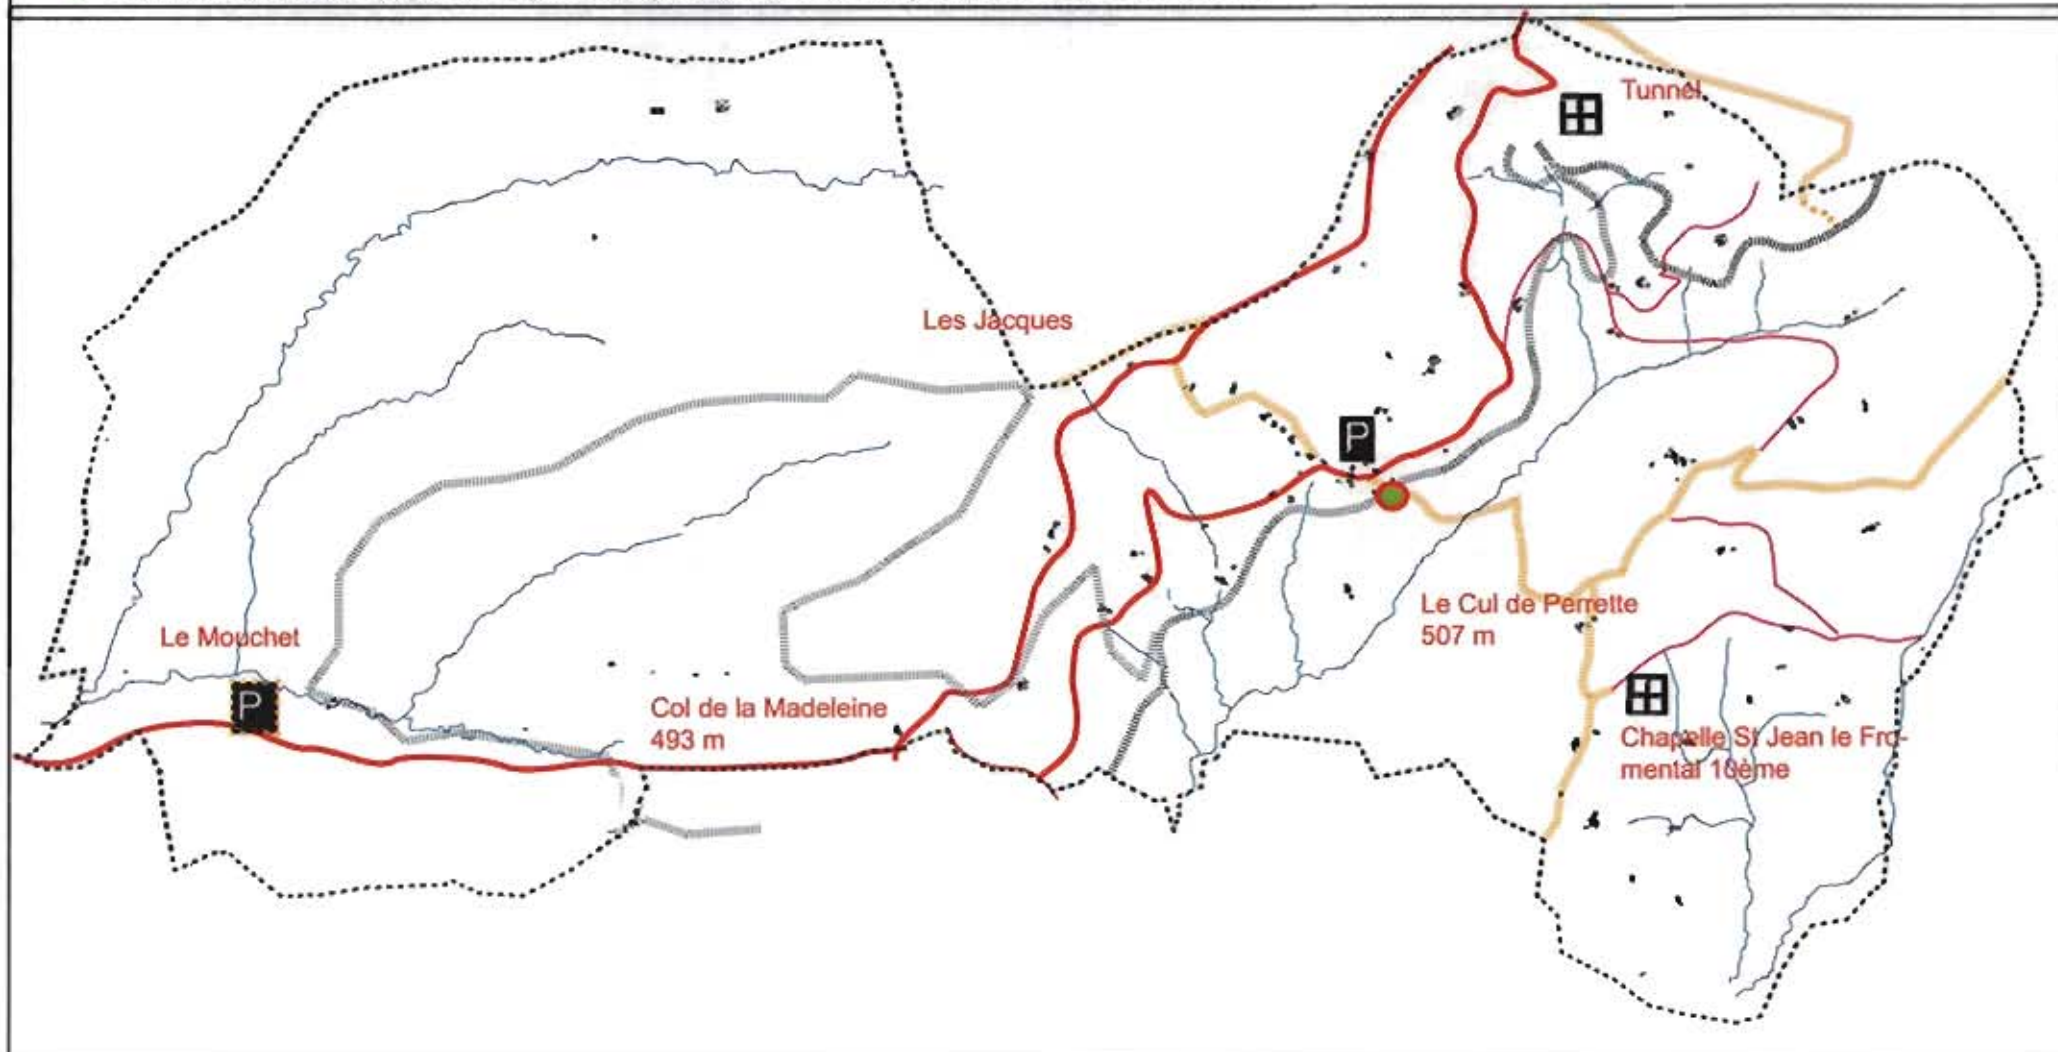 Tunnel
Les Jacques
P
Le Cul de Perrette
507 m
Le Mouchet
P
Col de la Madeleine
493 m
Chapelle St Jean le Fro-
mental 10ème